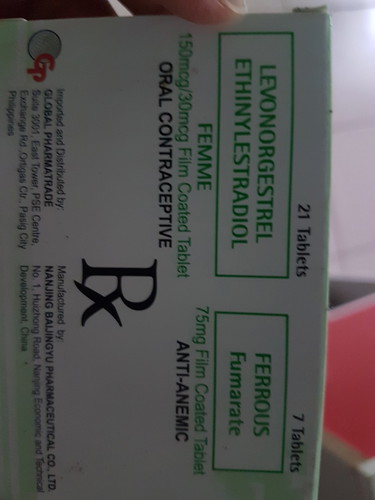 21 Tablets
LEVONORGESTREL
ETHINYLESTRADIOL
FEMME
150mcg/30mcg Film Coated Tablet
ORAL CONTRACEPTIVE
7 Tablets
FERROUS
Fumarate
75mg Film Coated Tablet
ANTI-ANEMIC
Rx
GP
Imported and Distributed by:
GLOBAL PHARMATRADE
Suite 3001, East Tower, PSE Centre,
Exchange Rd. Ortigas Ctr., Pasig City
Philippines
Manufactured by:
NANJING BAIJINGYU PHARMACEUTICAL CO., LTD.
No. 1, Huizhong Road, Nanjing Economic and Technical
Development, China